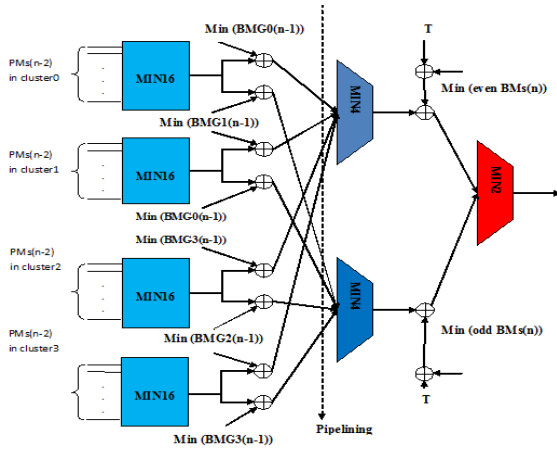 Min (BMG0(n-1))
PMs(n-2)
in cluster0
MIN16
T
MIN4
Min (even BMs(n))
Min (BMG1(n-1))
PMs(n-2)
in cluster1
MIN16
Min (BMG0(n-1))
MIN2
Min (BMG3(n-1))
PMs(n-2)
in cluster2
MIN16
MIN4
Min (BMG2(n-1))
Min (odd BMs(n))
PMs(n-2)
in cluster3
MIN16
T
Min (BMG3(n-1))
Pipelining